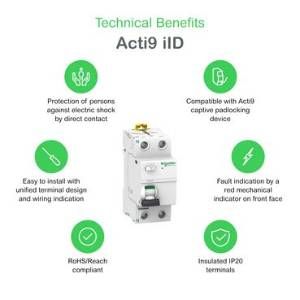 Technical Benefits
Acti9 iID
Protection of persons
against electric shock
by direct contact
Compatible with Acti9
captive padlocking
device
Easy to install with
unified terminal design
and wiring indication
Fault indication by a
red mechanical
indicator on front face
RoHS/Reach
compliant
Insulated IP20
terminals
Schneider